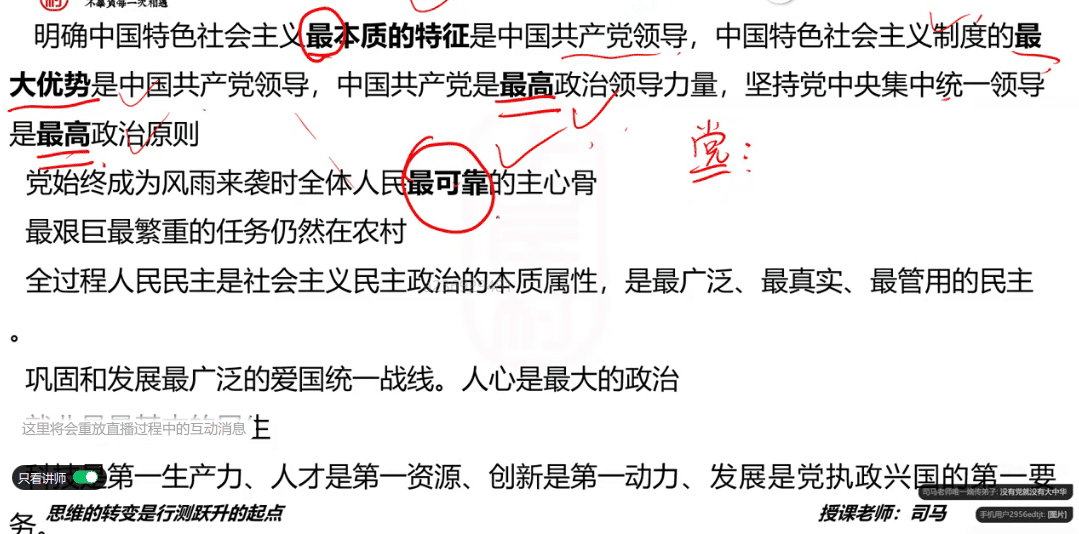 不辜负每一次相遇
明确中国特色社会主义最本质的特征是中国共产党领导，中国特色社会主义制度的最
大优势是中国共产党领导，中国共产党是最高政治领导力量，坚持党中央集中统一领导
是最高政治原则
党：
党始终成为风雨来袭时全体人民最可靠的主心骨
最艰巨最繁重的任务仍然在农村
全过程人民民主是社会主义民主政治的本质属性，是最广泛、最真实、最管用的民主
。
巩固和发展最广泛的爱国统一战线。人心是最大的政治
生
这里将会重放直播过程中的互动消息
只看讲师
科技是第一生产力、人才是第一资源、创新是第一动力、发展是党执政兴国的第一要
务。
思维的转变是行测跃升的起点
授课老师：司马
司马老师唯一嫡传弟子: 没有党就没有大中华
手机用户2956edtjt: [图片]